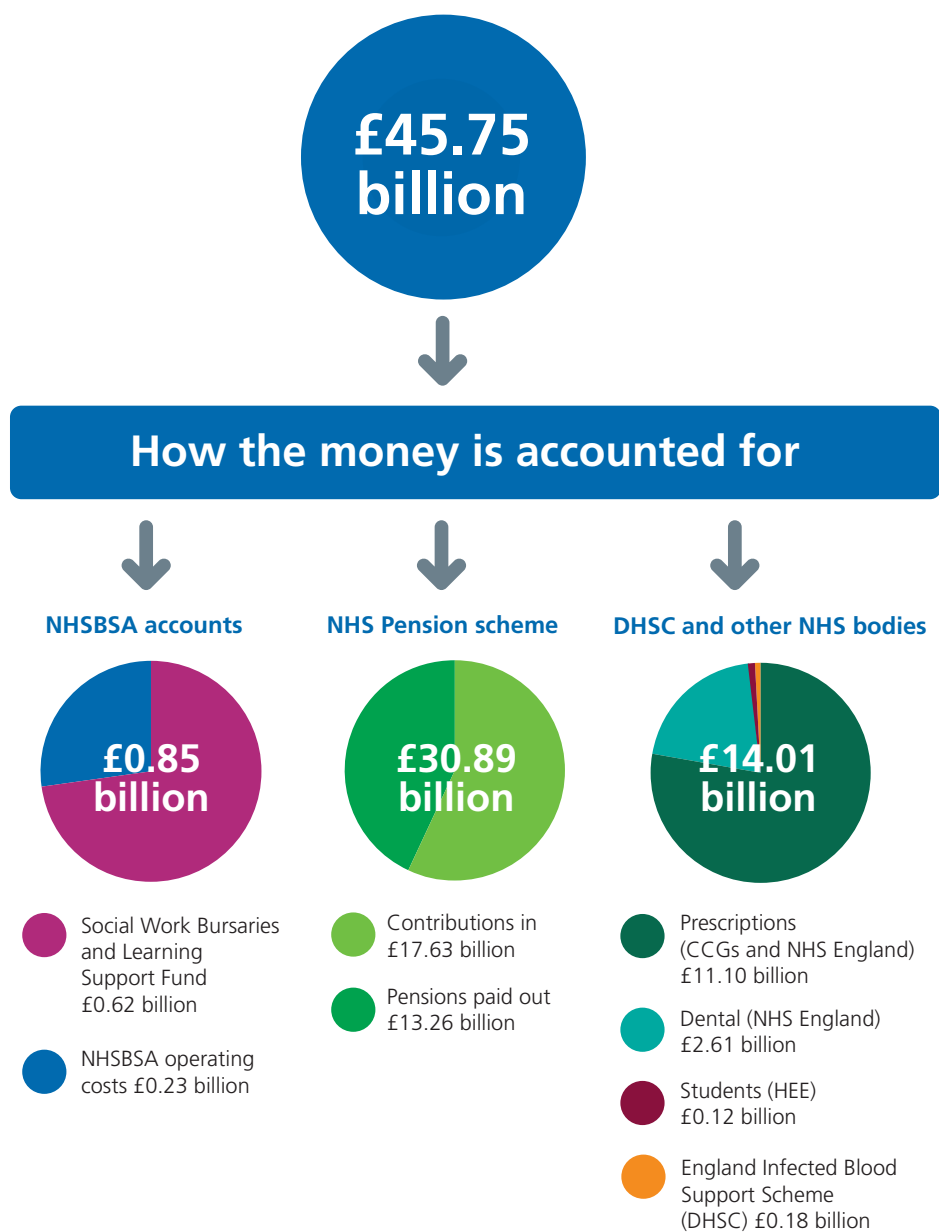 £45.75
billion
How the money is accounted for
NHSBSA accounts
£0.85
billion
Social Work Bursaries
and Learning
Support Fund
£0.62 billion
NHSBSA operating
costs £0.23 billion
NHS Pension scheme
£30.89
billion
Contributions in
£17.63 billion
Pensions paid out
£13.26 billion
DHSC and other NHS bodies
£14.01
billion
Prescriptions
(CCGs and NHS England)
£11.10 billion
Dental (NHS England)
£2.61 billion
Students (HEE)
£0.12 billion
England Infected Blood
Support Scheme
(DHSC) £0.18 billion